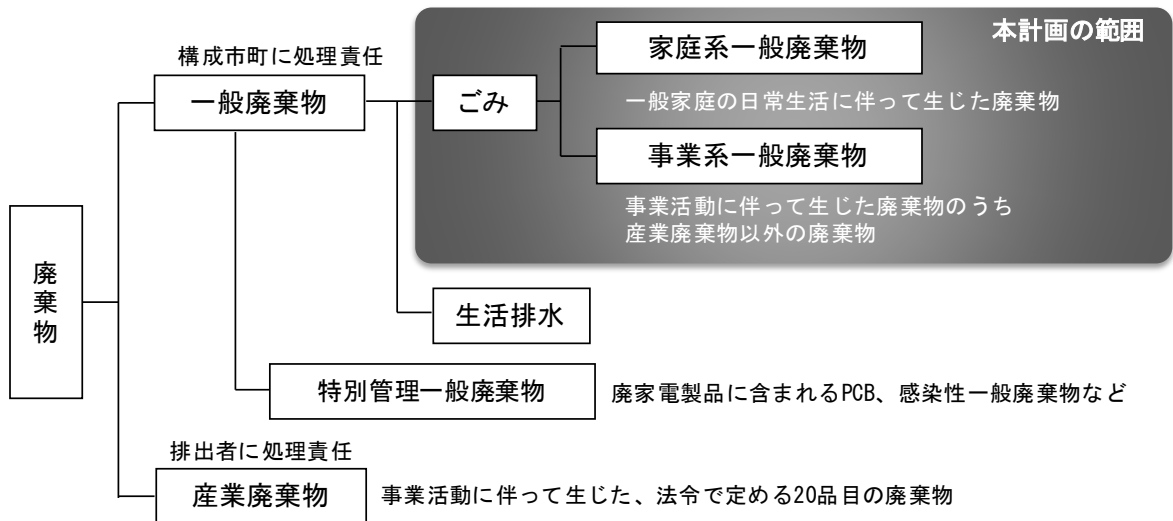 本計画の範囲
構成市町に処理責任
一般廃棄物
ごみ
家庭系一般廃棄物
一般家庭の日常生活に伴って生じた廃棄物
事業系一般廃棄物
事業活動に伴って生じた廃棄物のうち
産業廃棄物以外の廃棄物
廃棄物
生活排水
特別管理一般廃棄物
廃家電製品に含まれるPCB、感染性一般廃棄物など
排出者に処理責任
産業廃棄物
事業活動に伴って生じた、法令で定める20品目の廃棄物